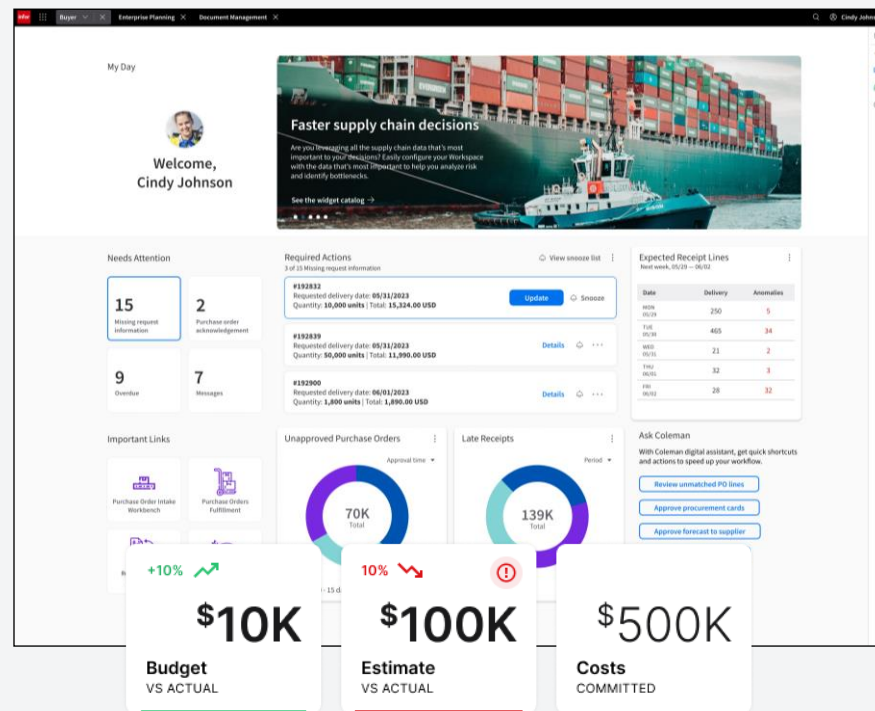 infor
Buyer
Enterprise Planning
Document Management
Cindy
My Day
Welcome,
Cindy Johnson
Faster supply chain decisions
Are you leveraging all the supply chain data that's most
important to your decisions? Easily configure your Workspace
with the data that's most important to help you analyze risk
and identify bottlenecks.
See the widget catalog →
Needs Attention
15
Missing request
information
2
Purchase order
acknowledgement
9
Overdue
7
Messages
Required Actions
3 of 15 Missing request information
View snooze list
#192832
Requested delivery date: 05/31/2023
Quantity: 10,000 units | Total: 15,324.00 USD
Update
Snooze
#192839
Requested delivery date: 05/31/2023
Quantity: 50,000 units | Total: 11,990.00 USD
Details
#192900
Requested delivery date: 06/01/2023
Quantity: 1,800 units | Total: 1,890.00 USD
Details
Expected Receipt Lines
Next week, 05/29 — 06/02
Date Delivery Anomalies
MON 05/29 250 5
TUE 05/30 465 34
WED 05/31 21 2
THU 06/01 32 3
FRI 06/02 28 32
Important Links
Purchase Order Intake
Workbench
Purchase Orders
Fulfillment
Unapproved Purchase Orders
Approval time
70K
Total
Late Receipts
Period
139K
Total
Ask Coleman
With Coleman digital assistant, get quick shortcuts
and actions to speed up your workflow.
Review unmatched PO lines
Approve procurement cards
Approve forecast to supplier
+10%
$10K
Budget
VS ACTUAL
10%
$100K
Estimate
VS ACTUAL
$500K
Costs
COMMITTED